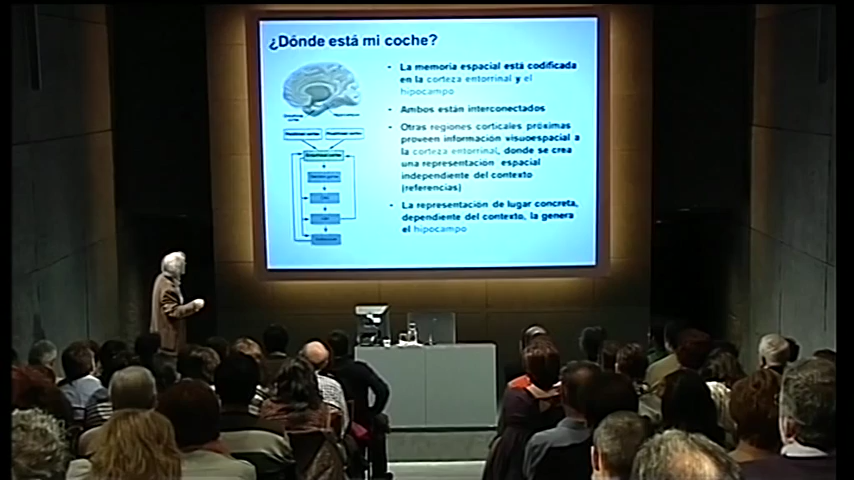 ¿Dónde está mi coche?
- La memoria espacial está codificada
en la corteza entorrinal y el
hipocampo
- Ambos están interconectados
- Otras regiones corticales próximas
proveen información visuoespacial a
la corteza entorrinal, donde se crea
una representación espacial
independiente del contexto
(referencias)
- La representación de lugar concreta,
dependiente del contexto, la genera
el hipocampo